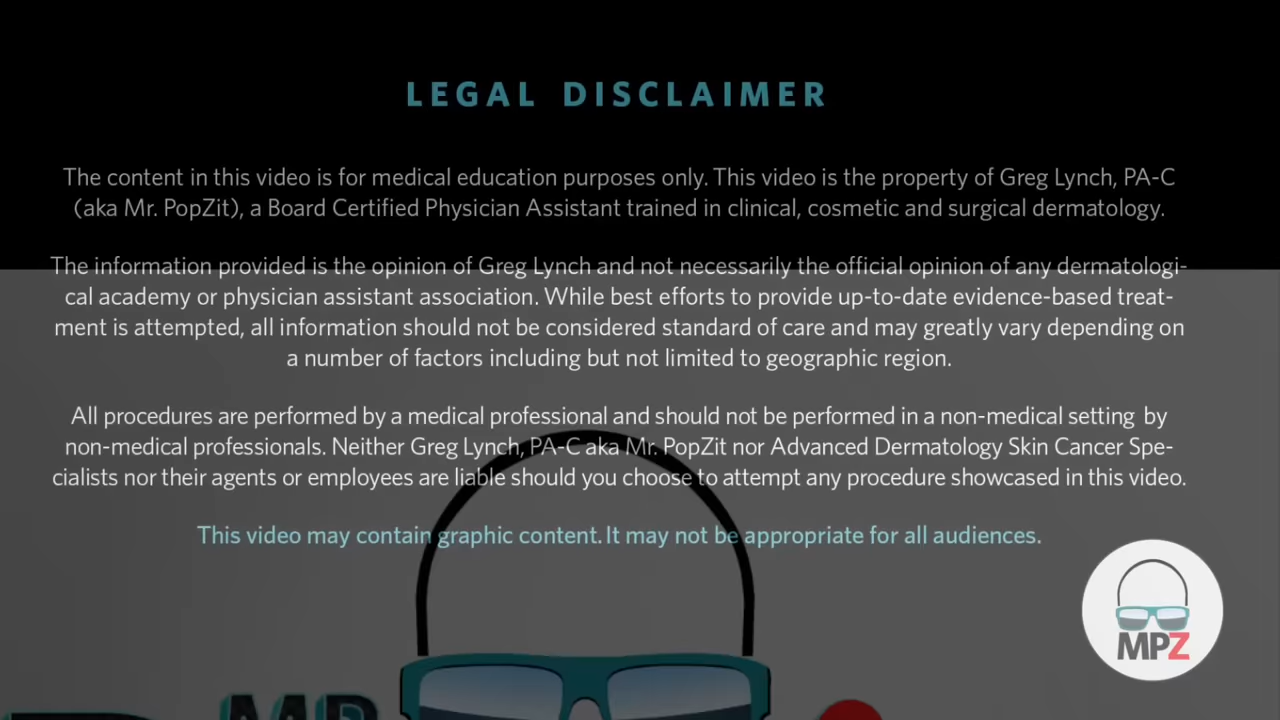 LEGAL DISCLAIMER
The content in this video is for medical education purposes only. This video is the property of Greg Lynch, PA-C
(aka Mr. PopZit), a Board Certified Physician Assistant trained in clinical, cosmetic and surgical dermatology.
The information provided is the opinion of Greg Lynch and not necessarily the official opinion of any dermatologi-
cal academy or physician assistant association. While best efforts to provide up-to-date evidence-based treat-
ment is attempted, all information should not be considered standard of care and may greatly vary depending on
a number of factors including but not limited to geographic region.
All procedures are performed by a medical professional and should not be performed in a non-medical setting by
non-medical professionals. Neither Greg Lynch, PA-C aka Mr. PopZit nor Advanced Dermatology Skin Cancer Spe-
cialists nor their agents or employees are liable should you choose to attempt any procedure showcased in this video.
This video may contain graphic content. It may not be appropriate for all audiences.
MPZ